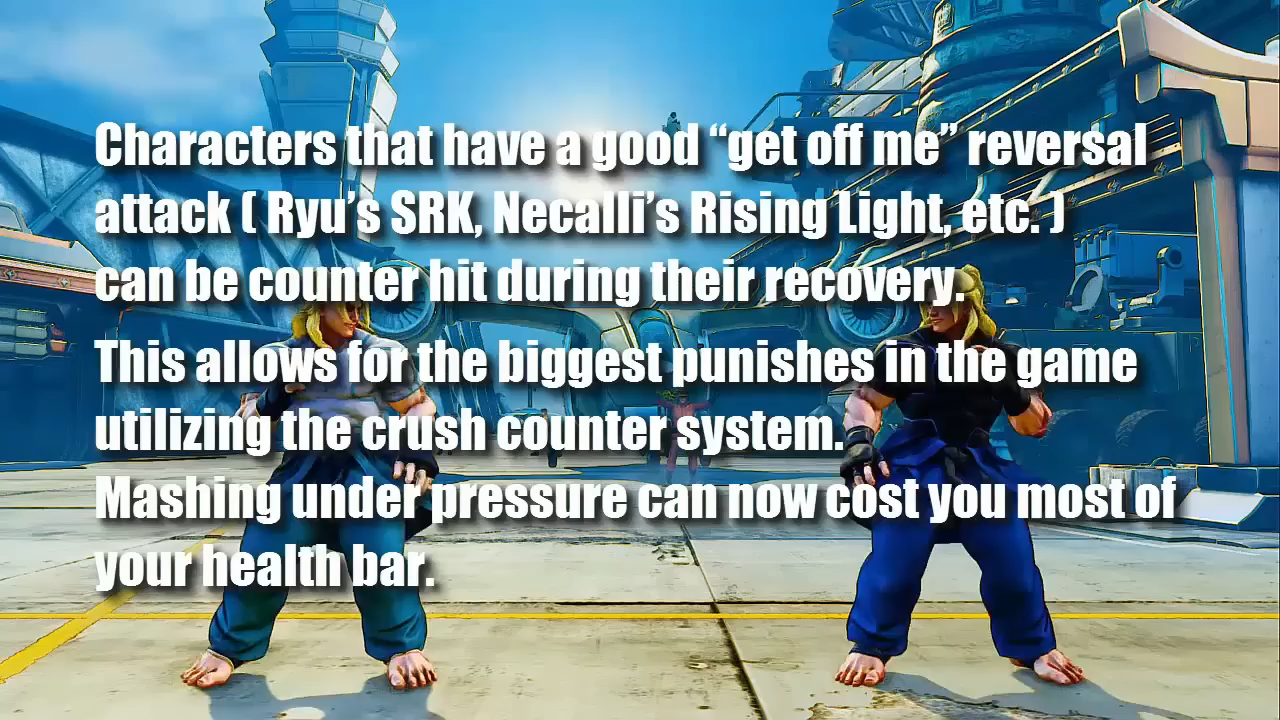 Characters that have a good “get off me” reversal
attack ( Ryu’s SRK, Necalli’s Rising Light, etc. )
can be counter hit during their recovery.
This allows for the biggest punishes in the game
utilizing the crush counter system.
Mashing under pressure can now cost you most of
your health bar.